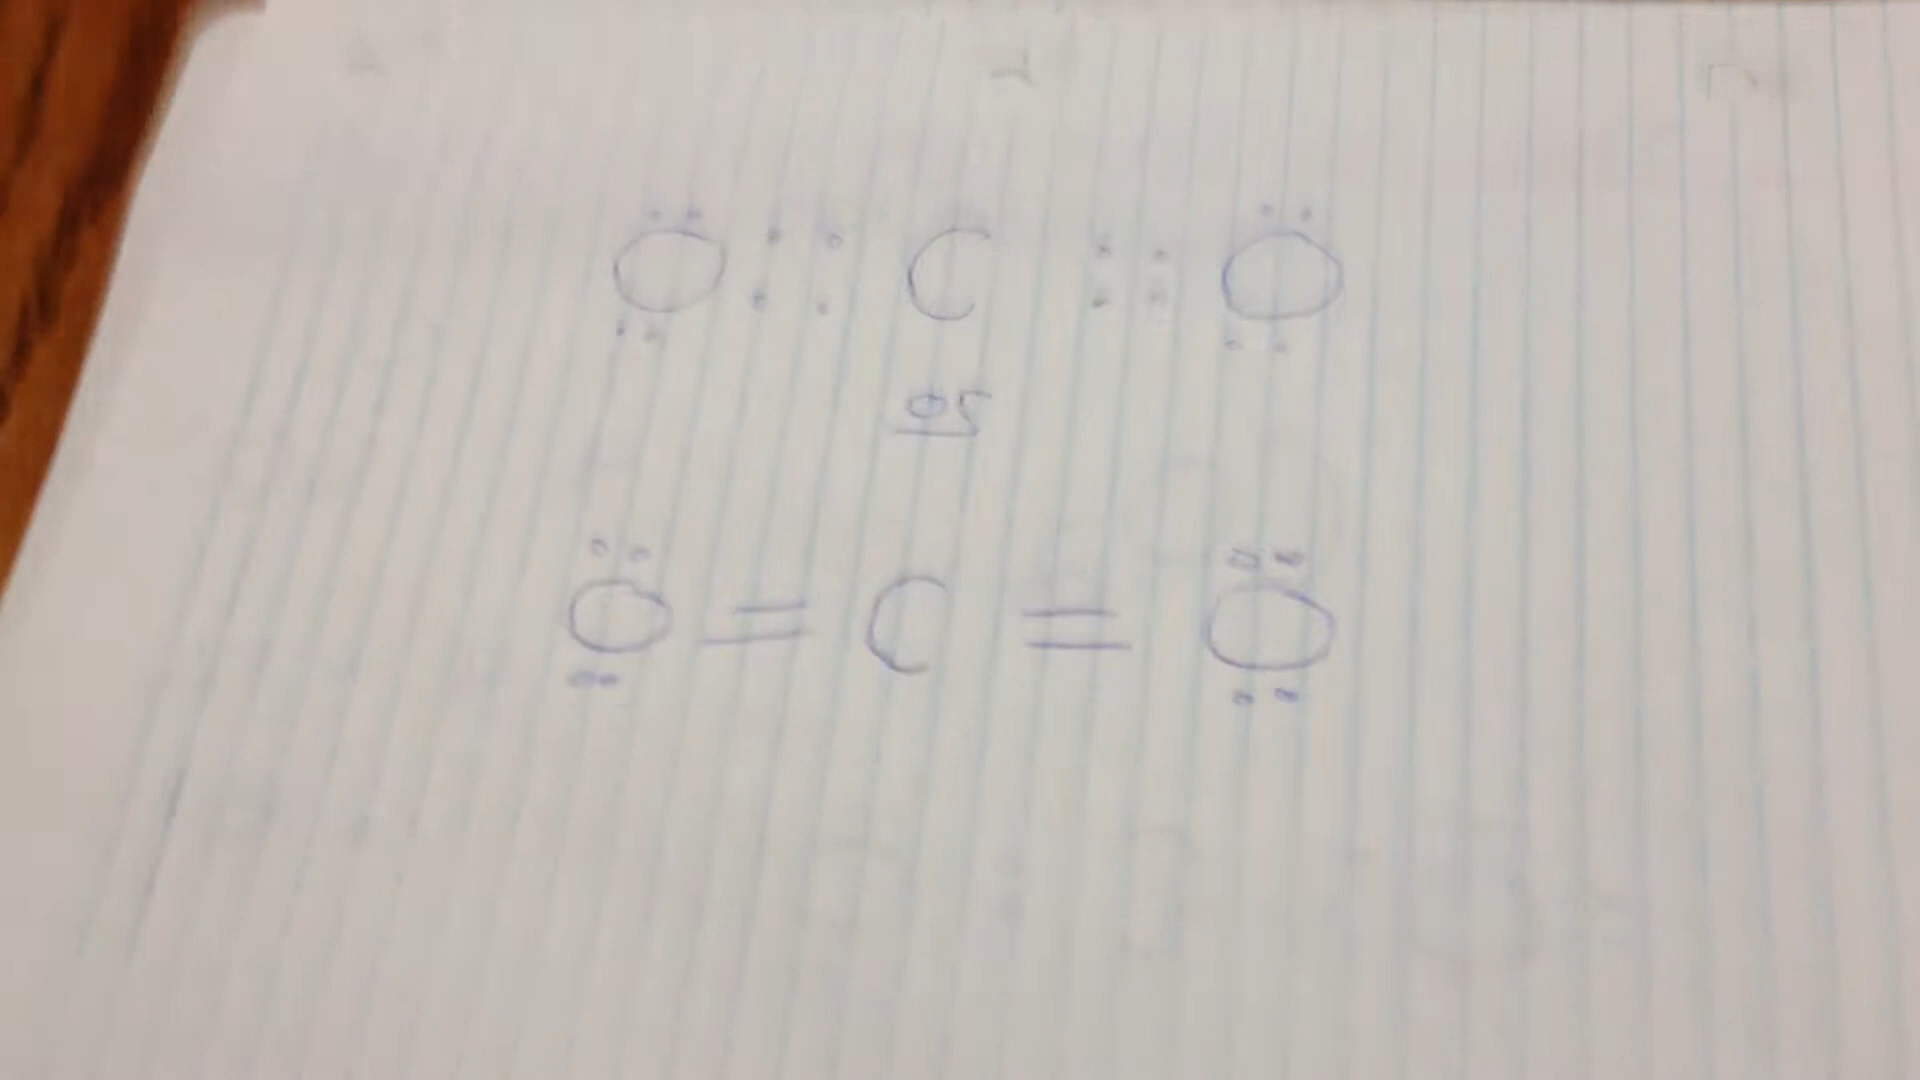 O :: C :: O
or
O = C = O